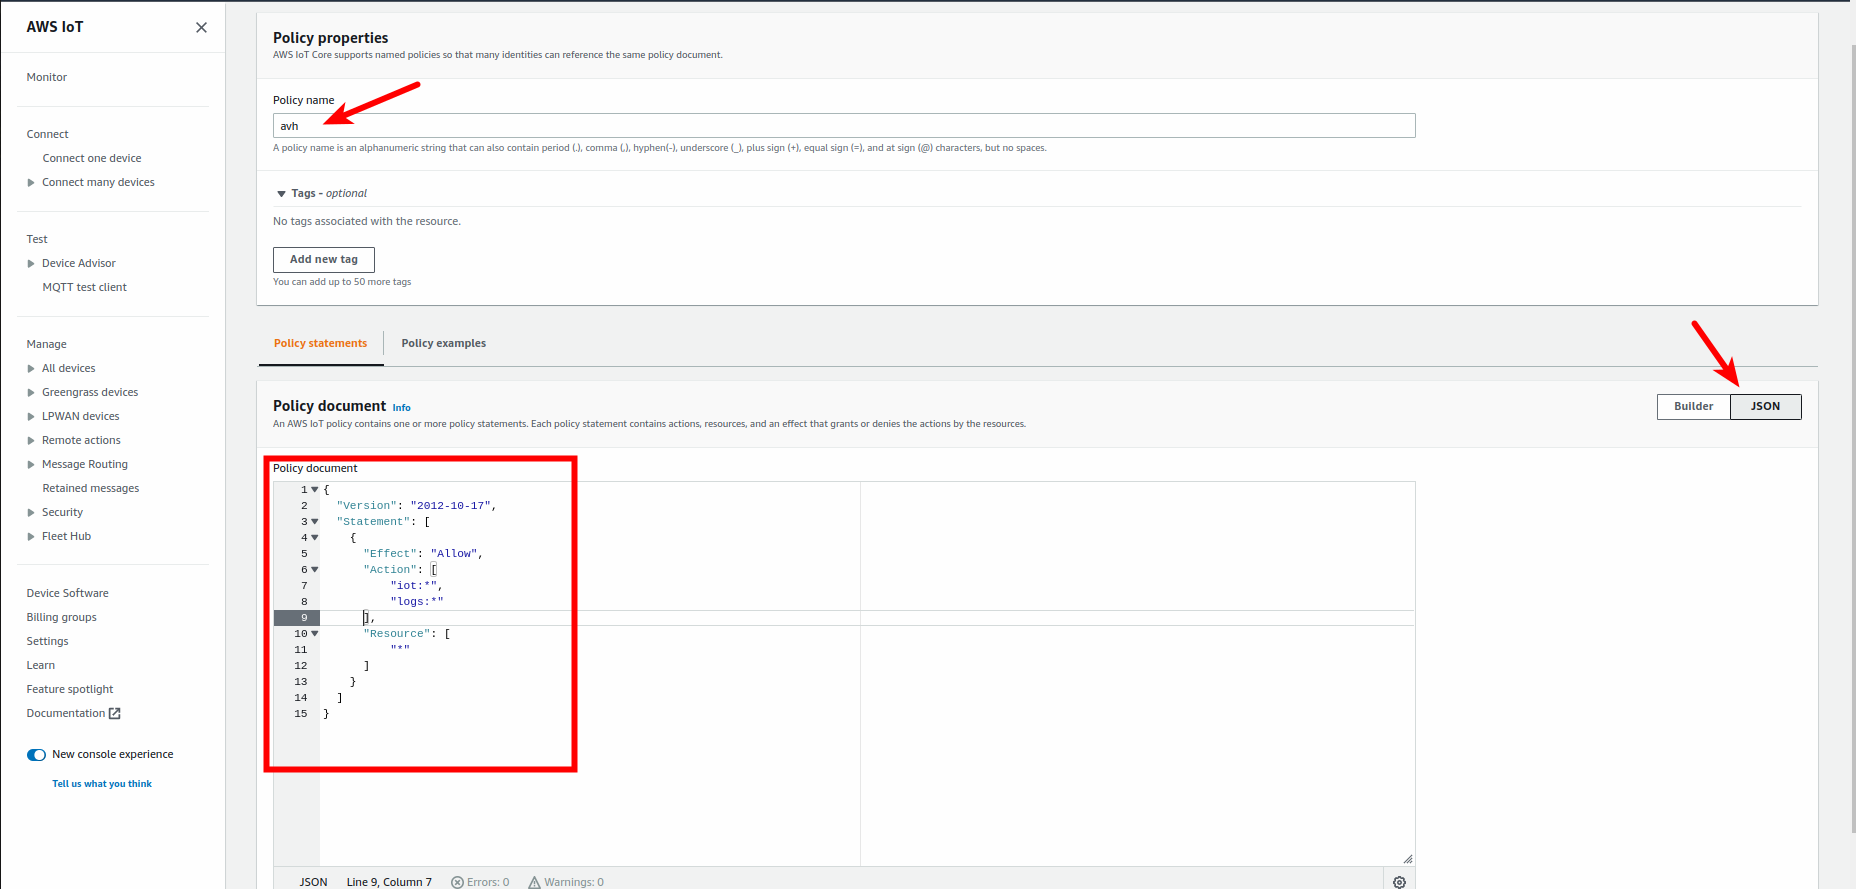 AWS IoT
Monitor
Connect
Connect one device
Connect many devices
Test
Device Advisor
MQTT test client
Manage
All devices
Greengrass devices
LPWAN devices
Remote actions
Message Routing
Retained messages
Security
Fleet Hub
Device Software
Billing groups
Settings
Learn
Feature spotlight
Documentation
New console experience
Tell us what you think
Policy properties
AWS IoT Core supports named policies so that many identities can reference the same policy document.
Policy name
avh
A policy name is an alphanumeric string that can also contain period (.), comma (,), hyphen(-), underscore (_), plus sign (+), equal sign (=), and at sign (@) characters, but no spaces.
Tags - optional
No tags associated with the resource.
Add new tag
You can add up to 50 more tags
Policy statements
Policy examples
Policy document Info
An AWS IoT policy contains one or more policy statements. Each policy statement contains actions, resources, and an effect that grants or denies the actions by the resources.
Builder
JSON
Policy document
1 {
2 "Version": "2012-10-17",
3 "Statement": [
4 {
5 "Effect": "Allow",
6 "Action": [
7 "iot:*",
8 "logs:*"
9 ],
10 "Resource": [
11 "*"
12 ]
13 }
14 ]
15 }
JSON Line 9, Column 7 Errors: 0 Warnings: 0